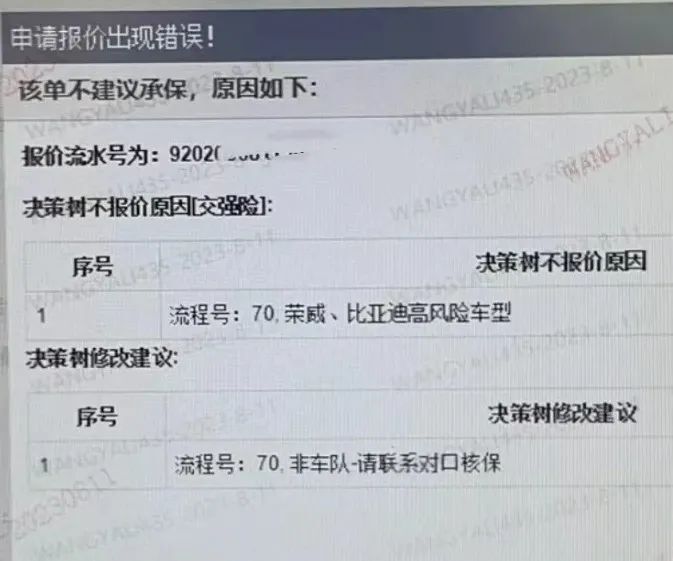 申请报价出现错误!
该单不建议承保,原因如下:
报价流水号为:
决策树不报价原因[交强险]:
序号 决策树不报价原因
1 流程号:70,荣威、比亚迪高风险车型
决策树修改建议:
序号 决策树修改建议
1 流程号:70,非车队-请联系对口核保
WANGYALI435-2023-8-11
20230811